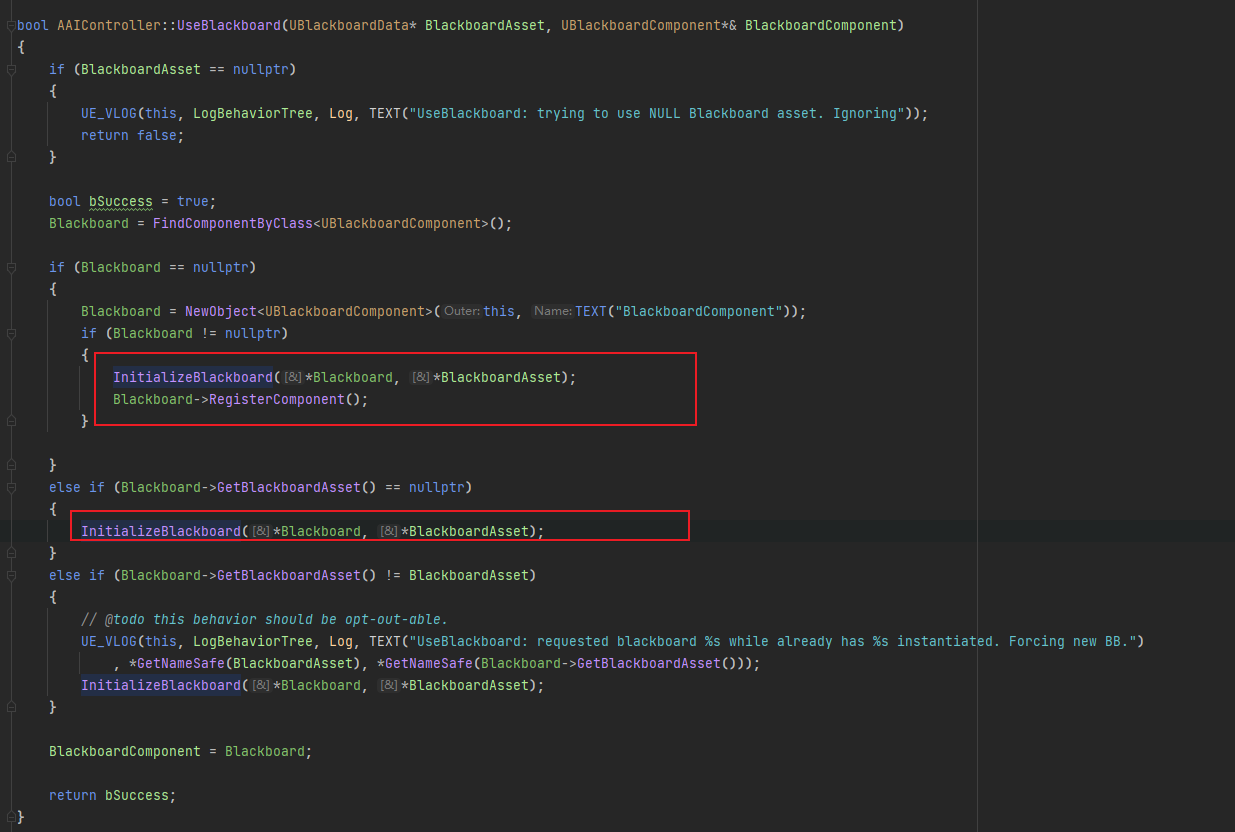 bool AAIController::UseBlackboard(UBlackboardData* BlackboardAsset, UBlackboardComponent*& BlackboardComponent)
{
if (BlackboardAsset == nullptr)
{
UE_VLOG(this, LogBehaviorTree, Log, TEXT("UseBlackboard: trying to use NULL Blackboard asset. Ignoring"));
return false;
}
bool bSuccess = true;
Blackboard = FindComponentByClass<UBlackboardComponent>();
if (Blackboard == nullptr)
{
Blackboard = NewObject<UBlackboardComponent>(Outer:this, Name:TEXT("BlackboardComponent"));
if (Blackboard != nullptr)
{
InitializeBlackboard([&]*Blackboard, [&]*BlackboardAsset);
Blackboard->RegisterComponent();
}
}
else if (Blackboard->GetBlackboardAsset() == nullptr)
{
InitializeBlackboard([&]*Blackboard, [&]*BlackboardAsset);
}
else if (Blackboard->GetBlackboardAsset() != BlackboardAsset)
{
// @todo this behavior should be opt-out-able.
UE_VLOG(this, LogBehaviorTree, Log, TEXT("UseBlackboard: requested blackboard %s while already has %s instantiated. Forcing new BB.")
, *GetNameSafe(BlackboardAsset), *GetNameSafe(Blackboard->GetBlackboardAsset()));
InitializeBlackboard([&]*Blackboard, [&]*BlackboardAsset);
}
BlackboardComponent = Blackboard;
return bSuccess;
}